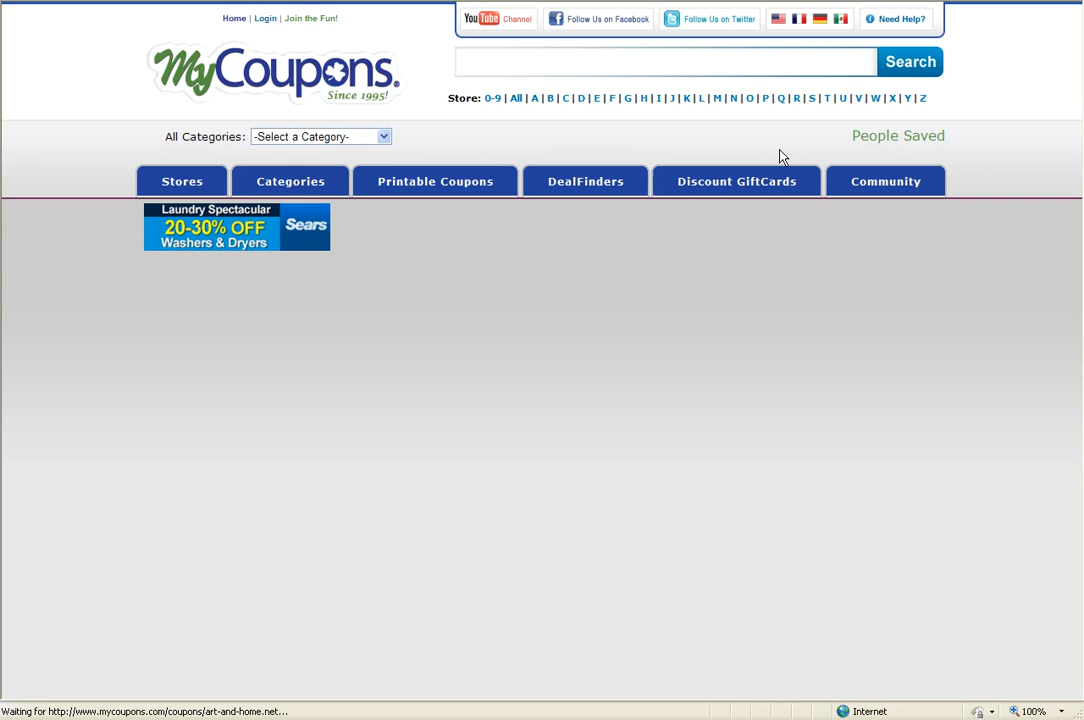 Home | Login | Join the Fun!
YouTube Channel
Follow Us on Facebook
Follow Us on Twitter
Need Help?
MyCoupons.
Since 1995!
Search
Store: 0-9 | All | A | B | C | D | E | F | G | H | I | J | K | L | M | N | O | P | Q | R | S | T | U | V | W | X | Y | Z
All Categories: -Select a Category-
People Saved
Stores
Categories
Printable Coupons
DealFinders
Discount GiftCards
Community
Laundry Spectacular
20-30% OFF
Washers & Dryers
Sears
Waiting for http://www.mycoupons.com/coupons/art-and-home.net...
Internet
100%